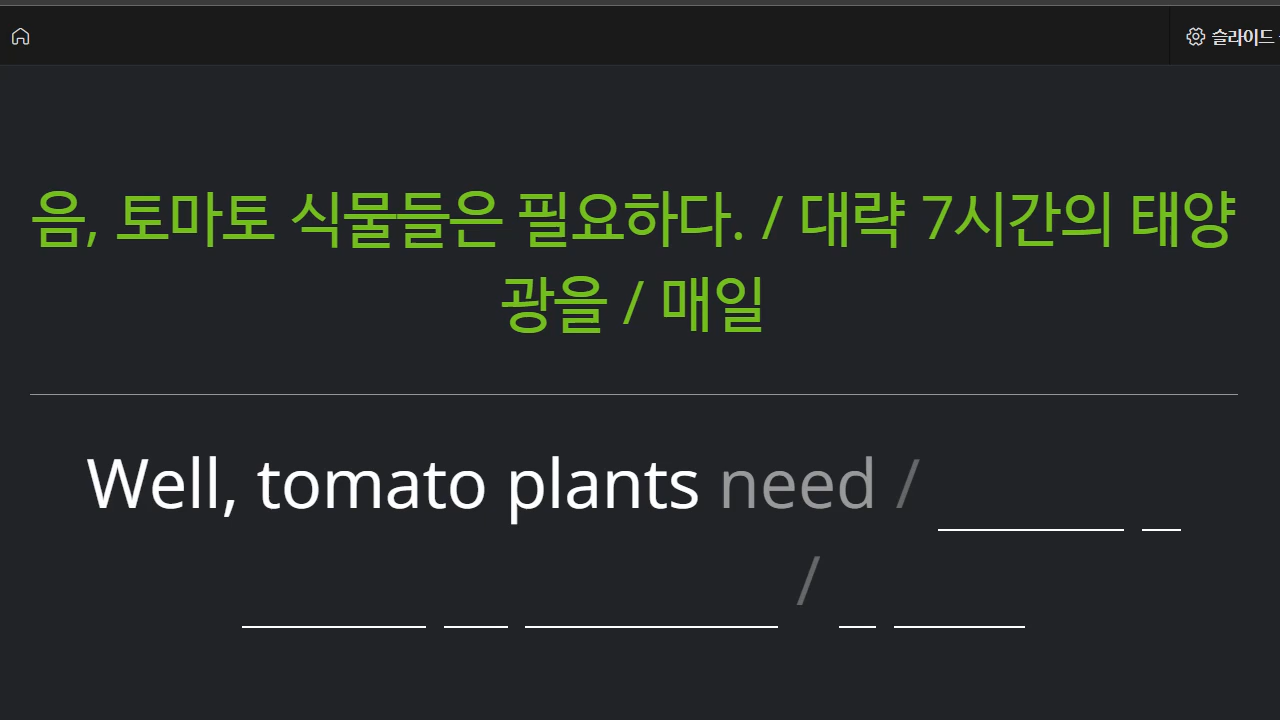 슬라이드
음, 토마토 식물들은 필요하다. / 대략 7시간의 태양
광을 / 매일
Well, tomato plants need /
/